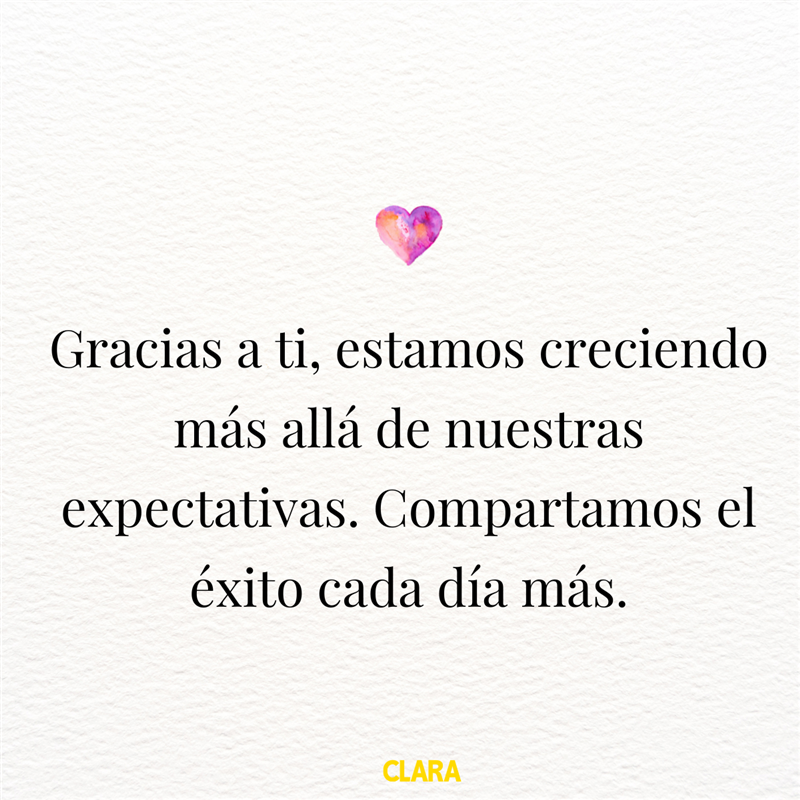 Gracias a ti, estamos creciendo
más allá de nuestras
expectativas. Compartamos el
éxito cada día más.
CLARA